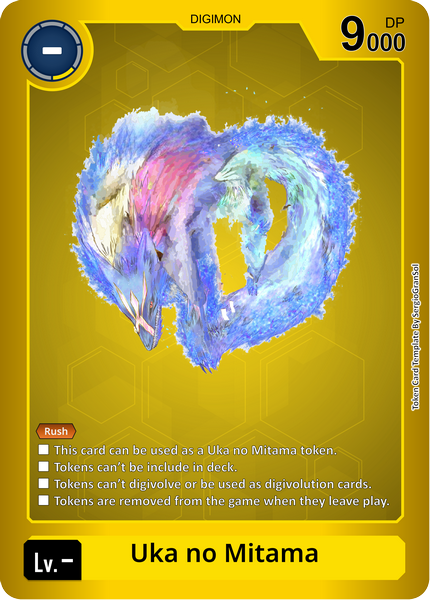 DIGIMON
-
DP
9000
Token Card Template By SergioGranSol
Rush
This card can be used as a Uka no Mitama token.
Tokens can't be include in deck.
Tokens can't digivolve or be used as digivolution cards.
Tokens are removed from the game when they leave play.
Lv.-
Uka no Mitama